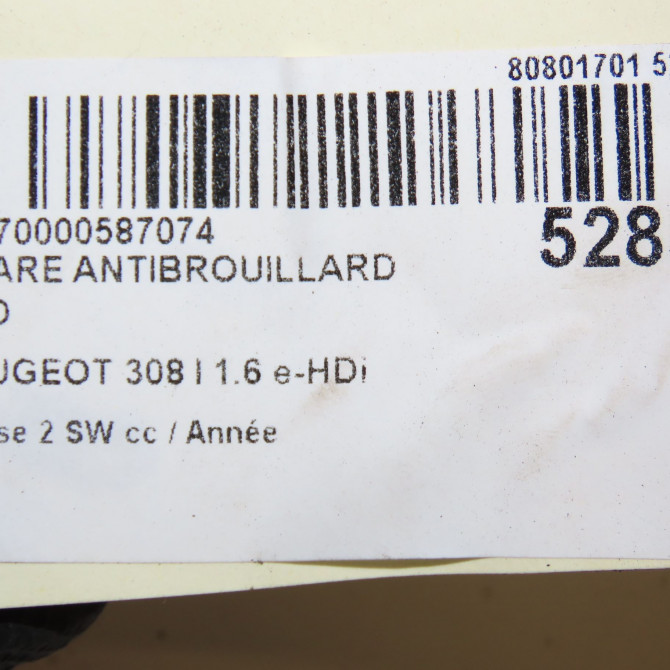 80801701 5
70000587074
528
ARE ANTIBROUILLARD
UGEOT 308 I 1.6 e-HDi
se 2 SW cc / Année